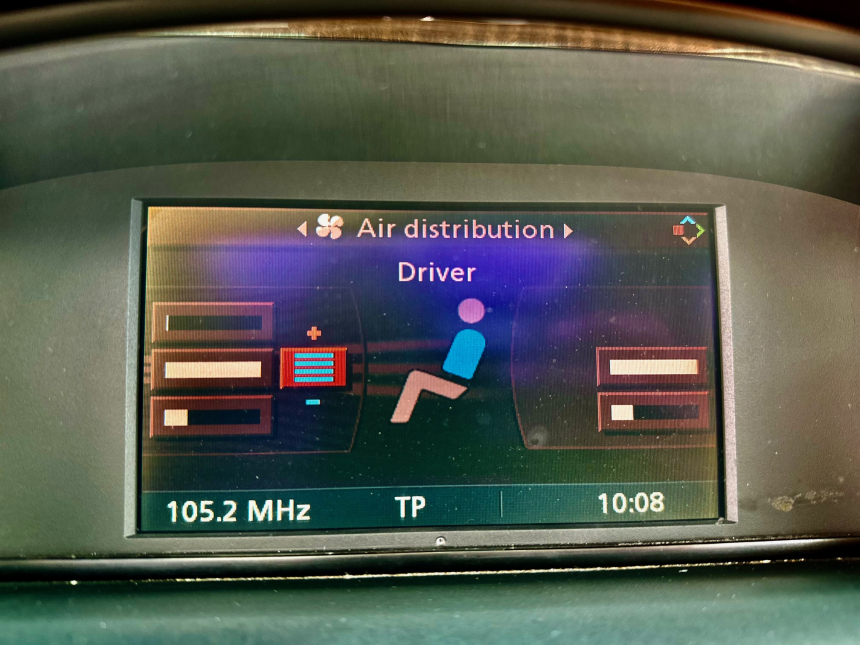 Air distribution
Driver
105.2 MHz TP 10:08